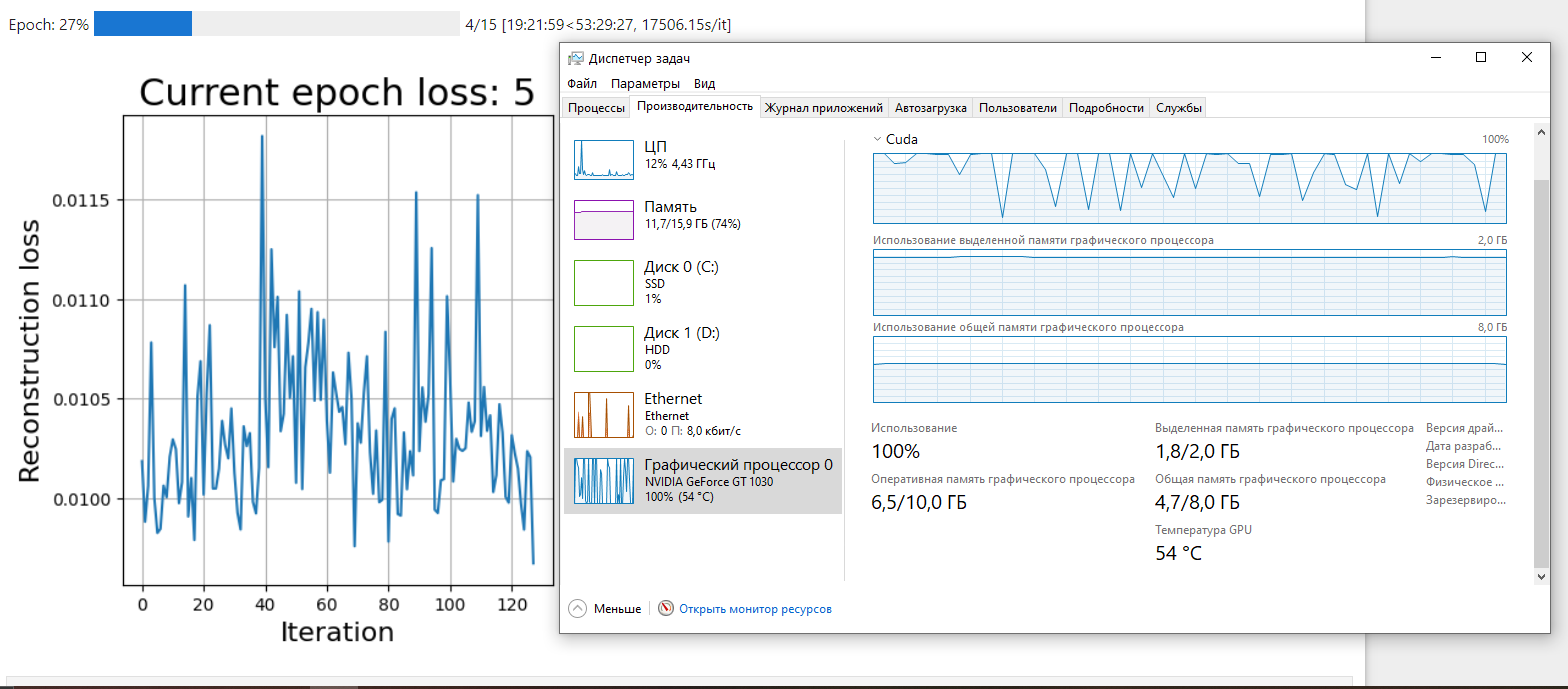 Epoch: 27% 4/15 [19:21:59<53:29:27, 17506.15s/it]
Current epoch loss: 5
Reconstruction loss
0.0115
0.0110
0.0105
0.0100
0 20 40 60 80 100 120
Iteration
Диспетчер задач
Файл Параметры Вид
Процессы Производительность Журнал приложений Автозагрузка Пользователи Подробности Службы
ЦП
12% 4,43 ГГц
Память
11,7/15,9 ГБ (74%)
Диск 0 (C:)
SSD
1%
Диск 1 (D:)
HDD
0%
Ethernet
Ethernet
О: 0 П: 8,0 кбит/с
Графический процессор 0
NVIDIA GeForce GT 1030
100% (54 °C)
Cuda 100%
Использование выделенной памяти графического процессора 2,0 ГБ
Использование общей памяти графического процессора 8,0 ГБ
Использование
100%
Выделенная память графического процессора
1,8/2,0 ГБ
Оперативная память графического процессора
6,5/10,0 ГБ
Общая память графического процессора
4,7/8,0 ГБ
Температура GPU
54 °C
Версия драй...
Дата разраб...
Версия Direc...
Физическое ...
Зарезервиро...
Меньше Открыть монитор ресурсов